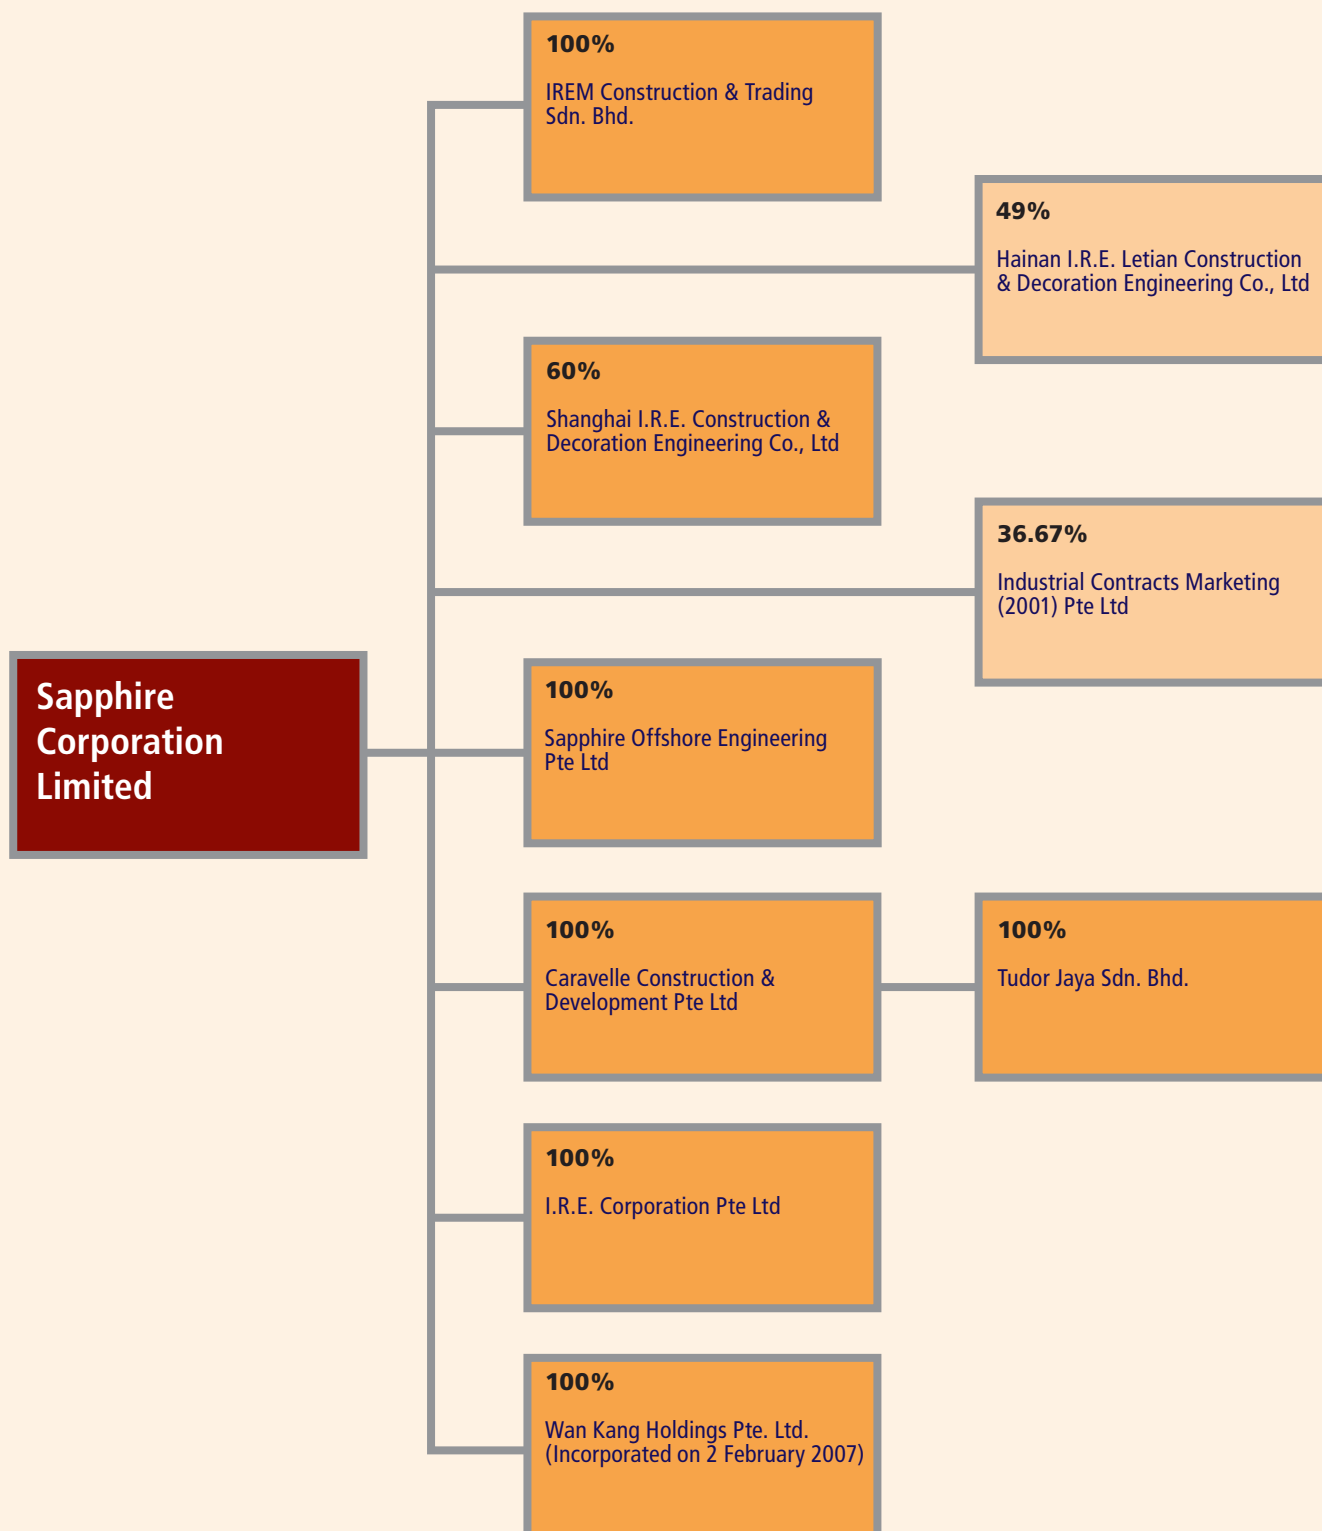 100%
IREM Construction & Trading
Sdn. Bhd.
49%
Hainan I.R.E. Letian Construction
& Decoration Engineering Co., Ltd
60%
Shanghai I.R.E. Construction &
Decoration Engineering Co., Ltd
36.67%
Industrial Contracts Marketing
(2001) Pte Ltd
Sapphire
Corporation
Limited
100%
Sapphire Offshore Engineering
Pte Ltd
100%
Caravelle Construction &
Development Pte Ltd
100%
Tudor Jaya Sdn. Bhd.
100%
I.R.E. Corporation Pte Ltd
100%
Wan Kang Holdings Pte. Ltd.
(Incorporated on 2 February 2007)